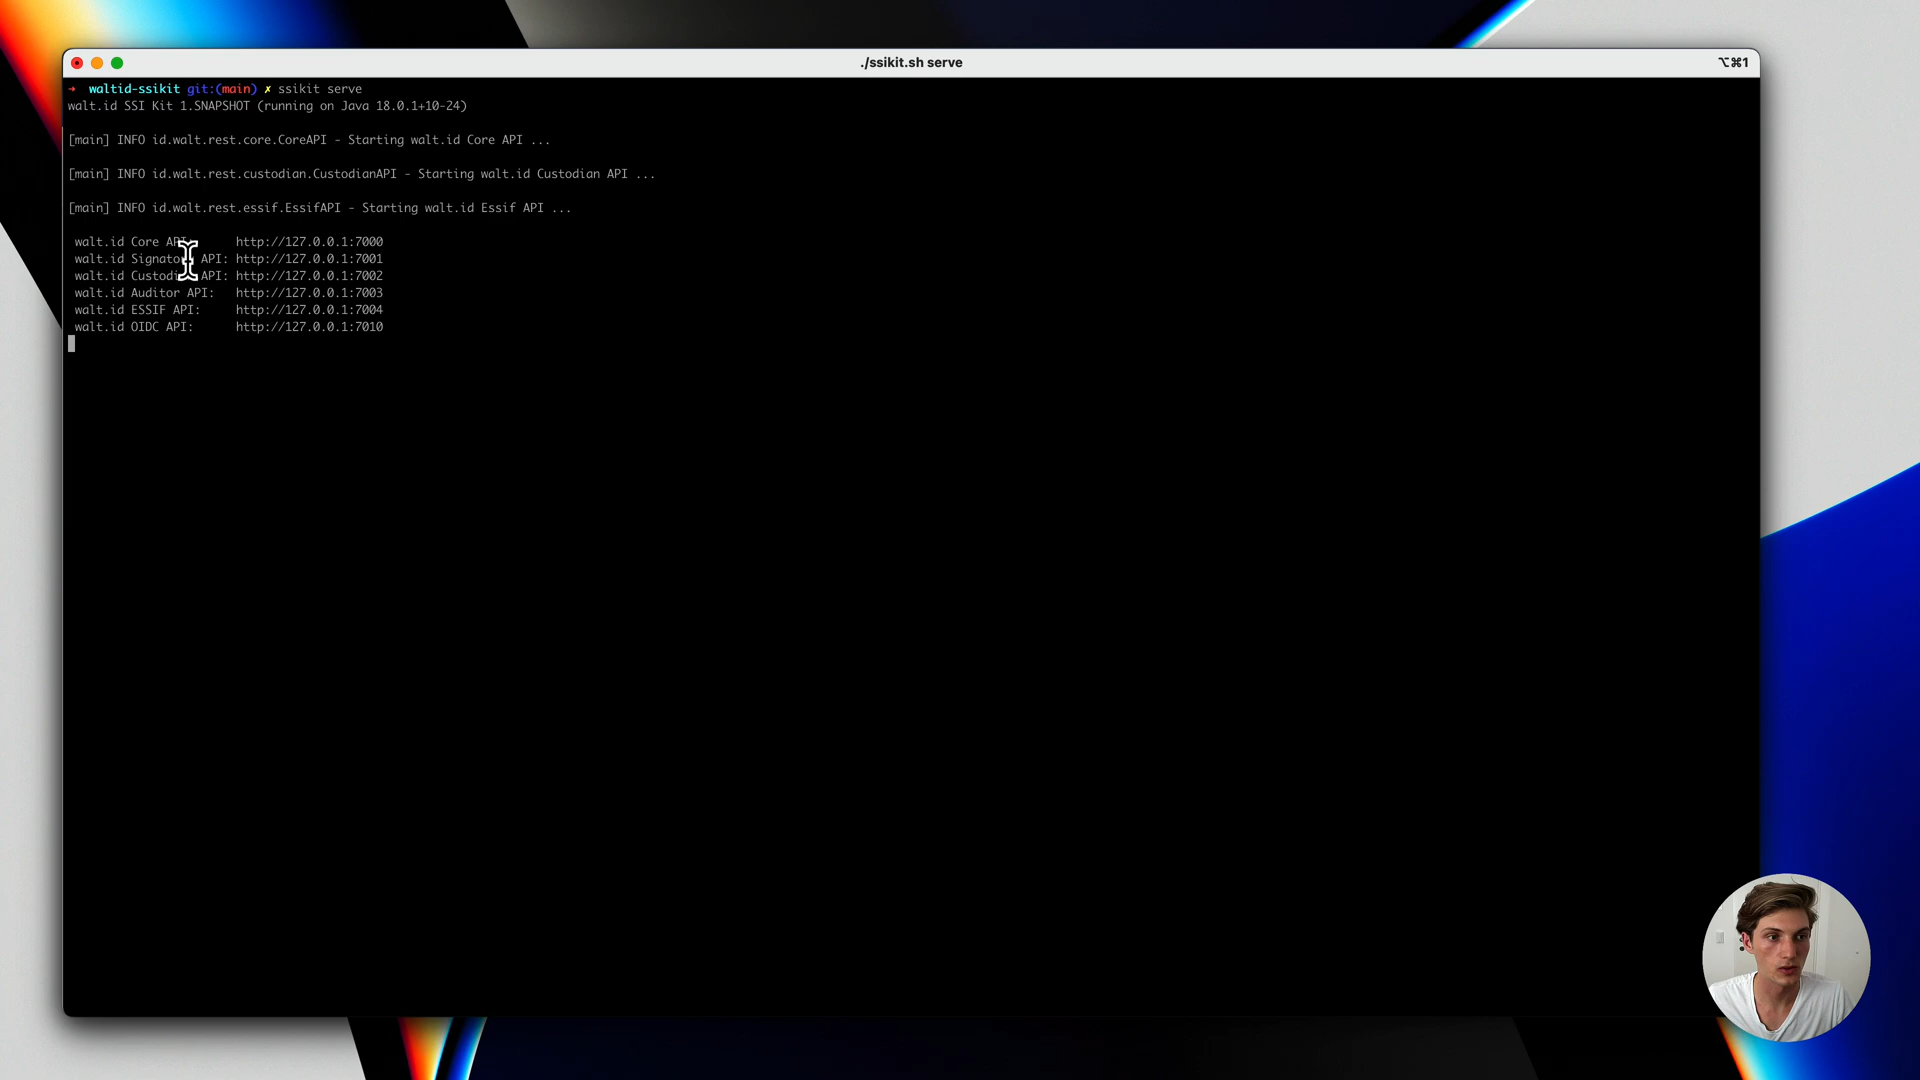 ./ssikit.sh serve
⌥⌘1
➜ waltid-ssikit git:(main) ✗ ssikit serve
walt.id SSI Kit 1.SNAPSHOT (running on Java 18.0.1+10-24)
[main] INFO id.walt.rest.core.CoreAPI - Starting walt.id Core API ...
[main] INFO id.walt.rest.custodian.CustodianAPI - Starting walt.id Custodian API ...
[main] INFO id.walt.rest.essif.EssifAPI - Starting walt.id Essif API ...
walt.id Core API: http://127.0.0.1:7000
walt.id Signatory API: http://127.0.0.1:7001
walt.id Custodian API: http://127.0.0.1:7002
walt.id Auditor API: http://127.0.0.1:7003
walt.id ESSIF API: http://127.0.0.1:7004
walt.id OIDC API: http://127.0.0.1:7010